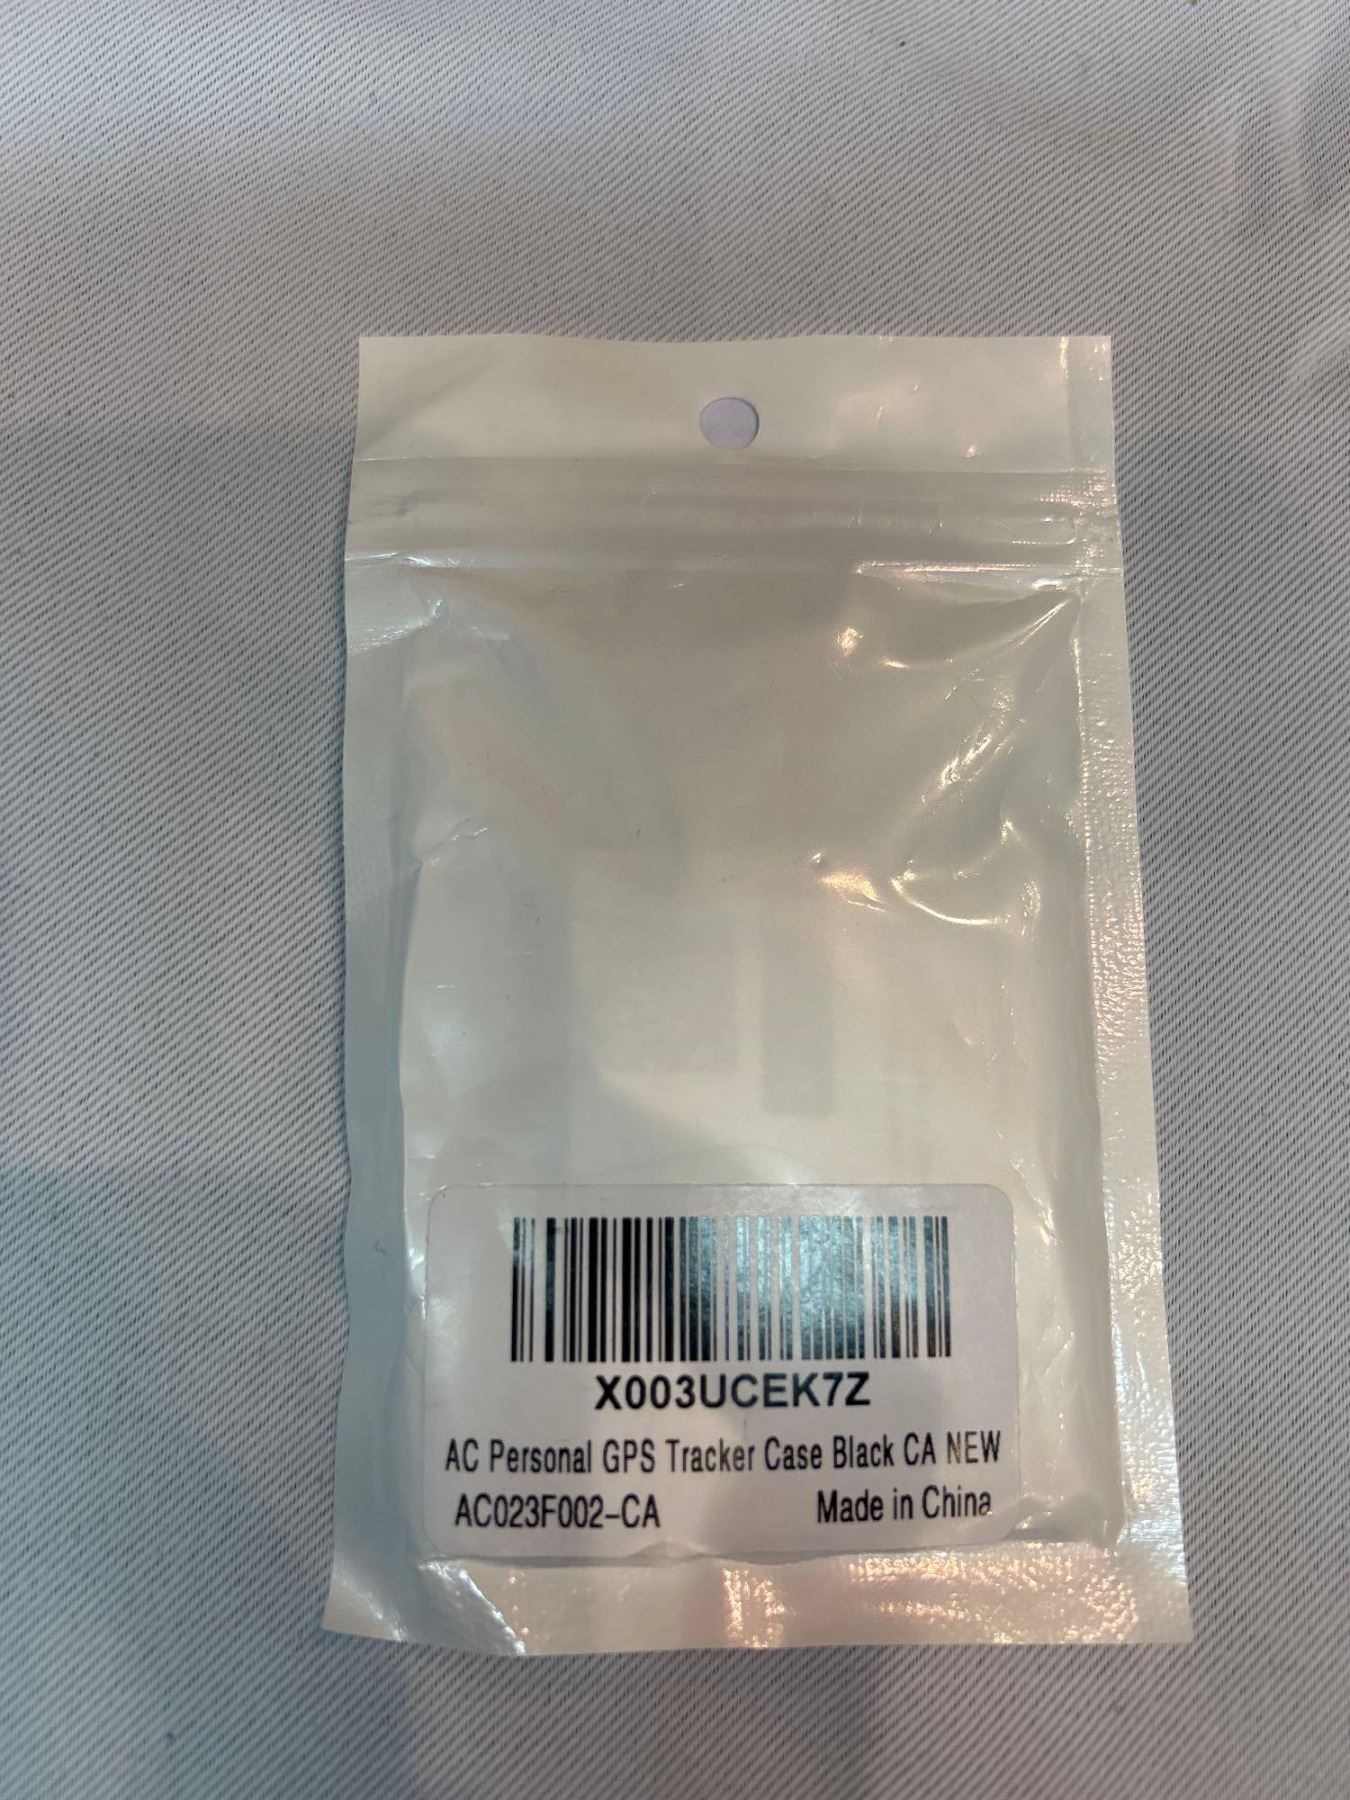 X003UCEK7Z
AC Personal GPS Tracker Case Black CA NEW
AC023F002-CA Made in China